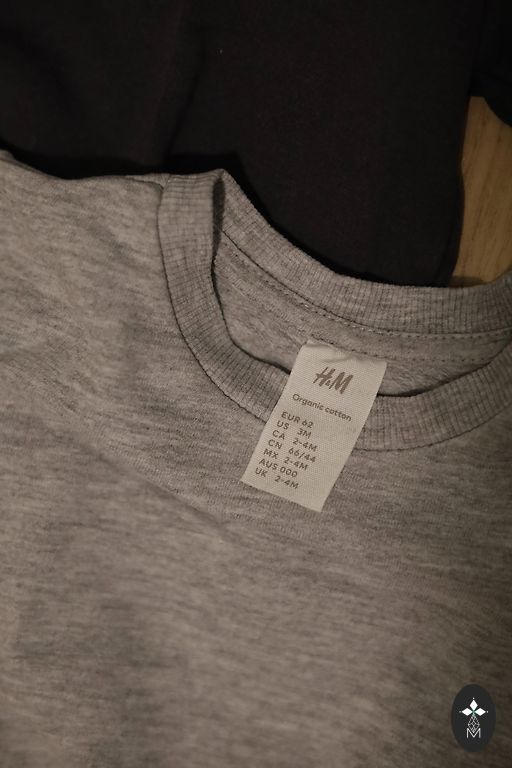 H&M
Organic cotton
EUR 62
US 3M
CA 2-4M
CN 66/44
MX 2-4M
AUS 000
UK 2-4M
M